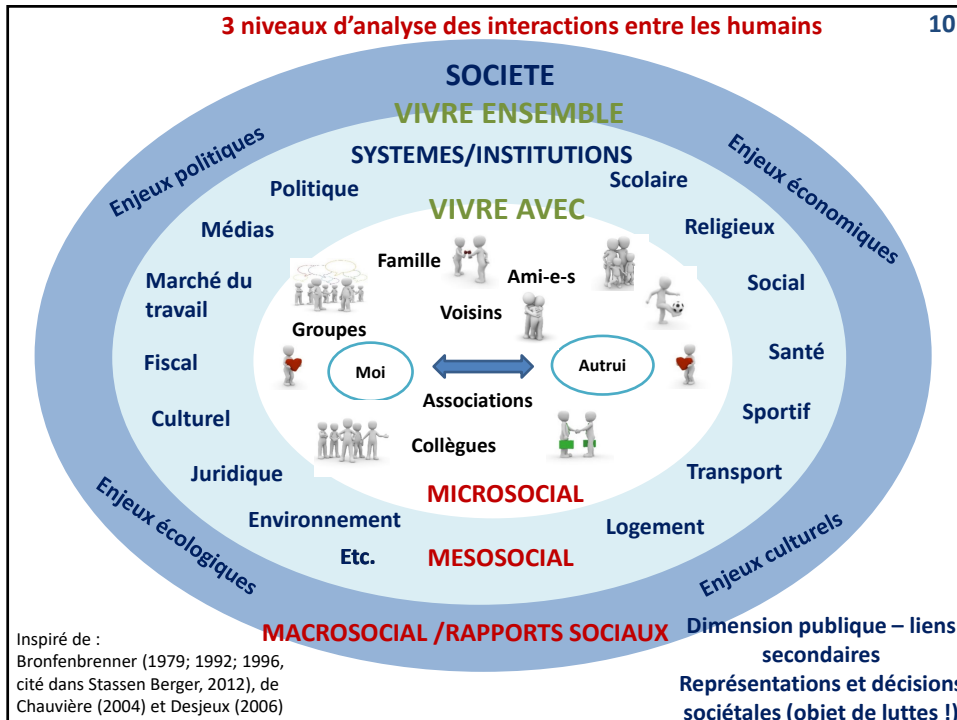 3 niveaux d'analyse des interactions entre les humains
10
SOCIETE
VIVRE ENSEMBLE
SYSTEMES/INSTITUTIONS
Enjeux politiques
Enjeux économiques
Politique
Scolaire
VIVRE AVEC
Médias
Religieux
Famille
Ami-e-s
Marché du
travail
Social
Voisins
Groupes
Fiscal
Moi
Autrui
Santé
Associations
Culturel
Sportif
Collègues
Juridique
Transport
MICROSOCIAL
Environnement
Logement
Etc.
MESOSOCIAL
Enjeux écologiques
Enjeux culturels
MACROSOCIAL /RAPPORTS SOCIAUX
Inspiré de :
Bronfenbrenner (1979; 1992; 1996,
cité dans Stassen Berger, 2012), de
Chauvière (2004) et Desjeux (2006)
Dimension publique – liens
secondaires
Représentations et décisions
sociétales (objet de luttes !)